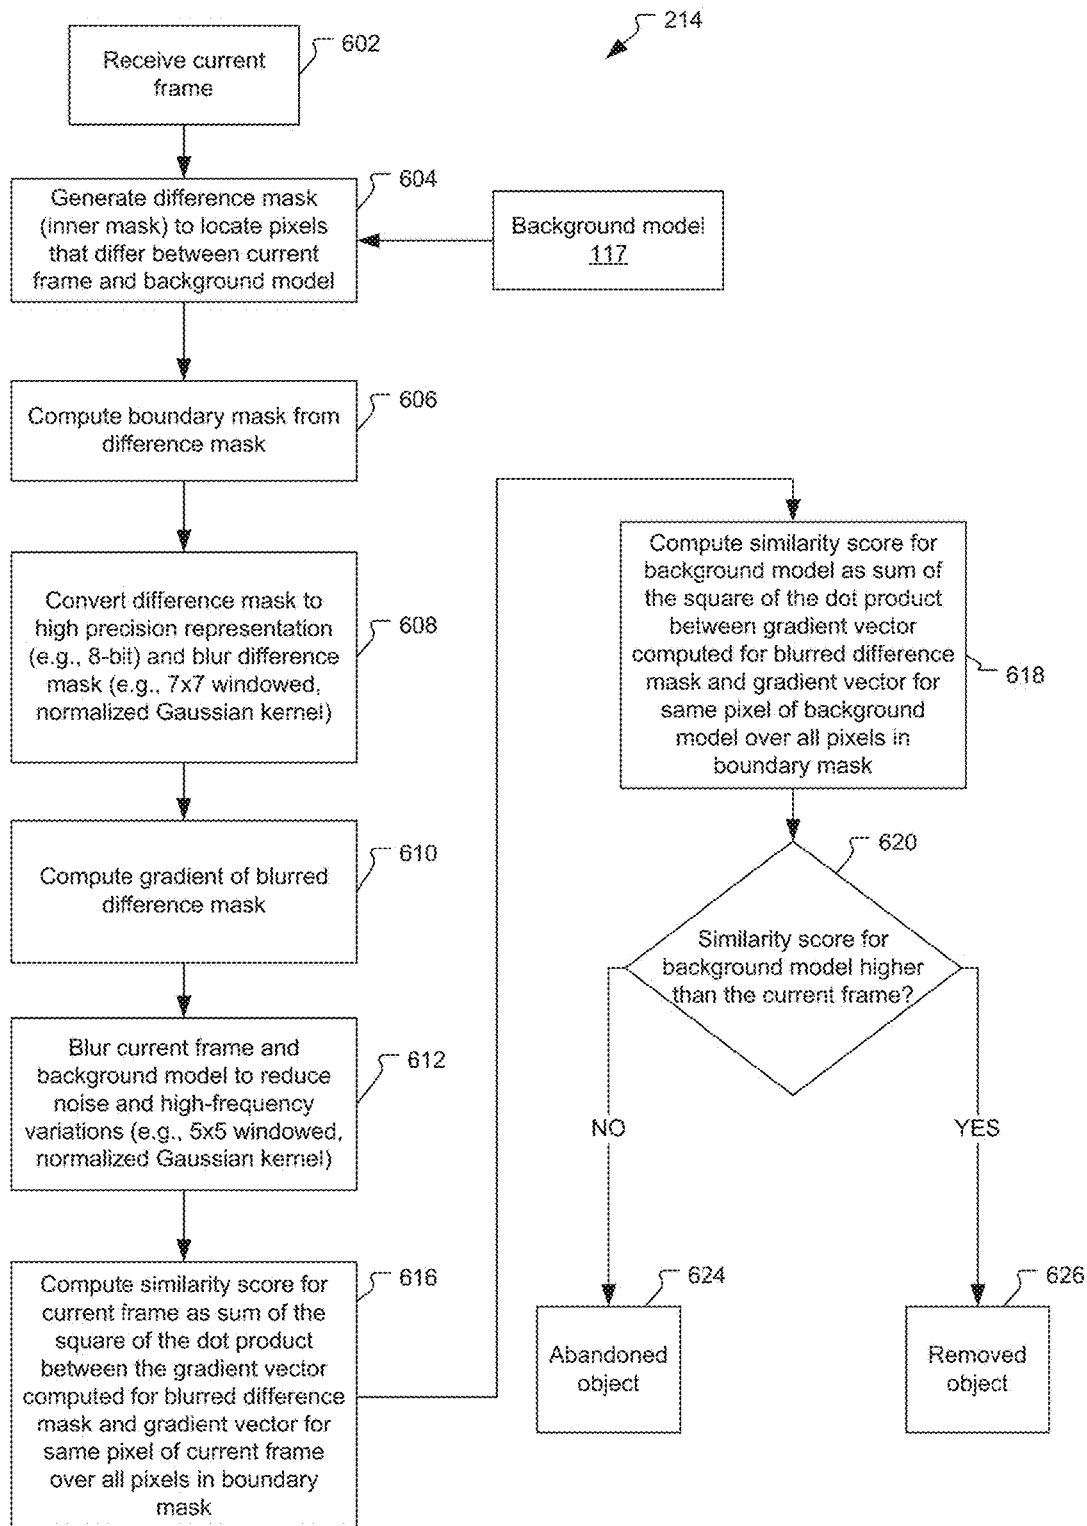 214
Receive current
frame
602
Generate difference mask
(inner mask) to locate pixels
that differ between current
frame and background model
604
Background model
117
Compute boundary mask from
difference mask
606
Convert difference mask to
high precision representation
(e.g., 8-bit) and blur difference
mask (e.g., 7x7 windowed,
normalized Gaussian kernel)
608
Compute gradient of blurred
difference mask
610
Blur current frame and
background model to reduce
noise and high-frequency
variations (e.g., 5x5 windowed,
normalized Gaussian kernel)
612
Compute similarity score for
current frame as sum of the
square of the dot product
between the gradient vector
computed for blurred difference
mask and gradient vector for
same pixel of current frame
over all pixels in boundary
mask
616
Compute similarity score for
background model as sum of
the square of the dot product
between gradient vector
computed for blurred difference
mask and gradient vector for
same pixel of background
model over all pixels in
boundary mask
618
Similarity score for
background model higher
than the current frame?
620
NO
YES
Abandoned
object
624
Removed
object
626